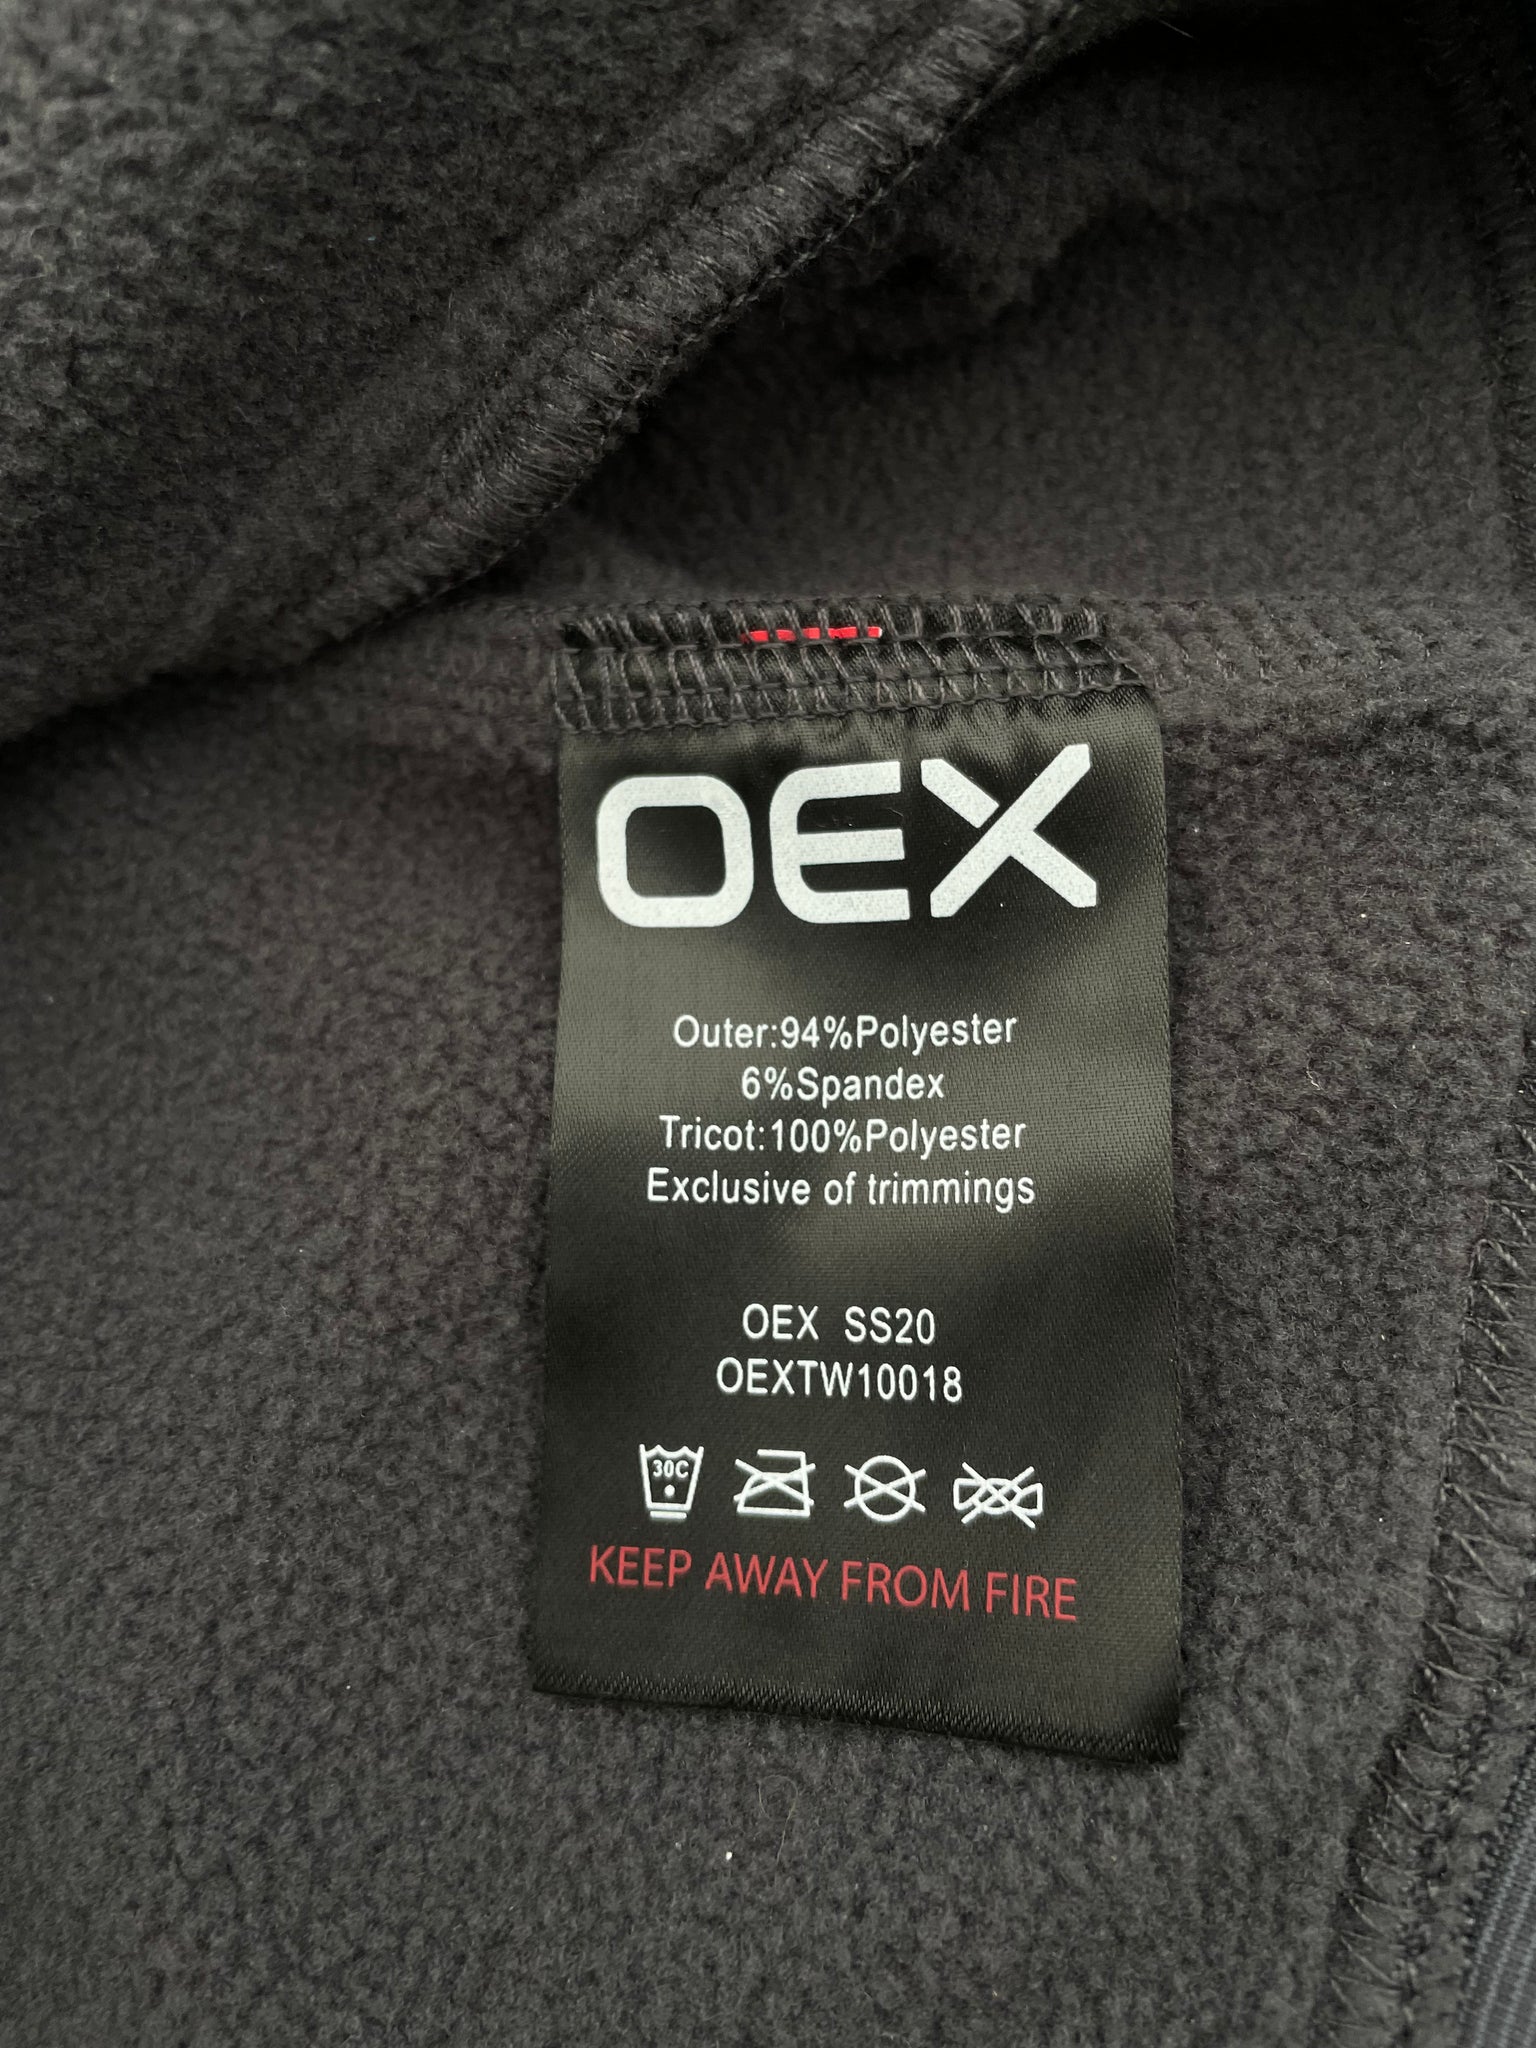 OEX
Outer:94%Polyester
6%Spandex
Tricot:100%Polyester
Exclusive of trimmings
OEX SS20
OEXTW10018
30C
KEEP AWAY FROM FIRE